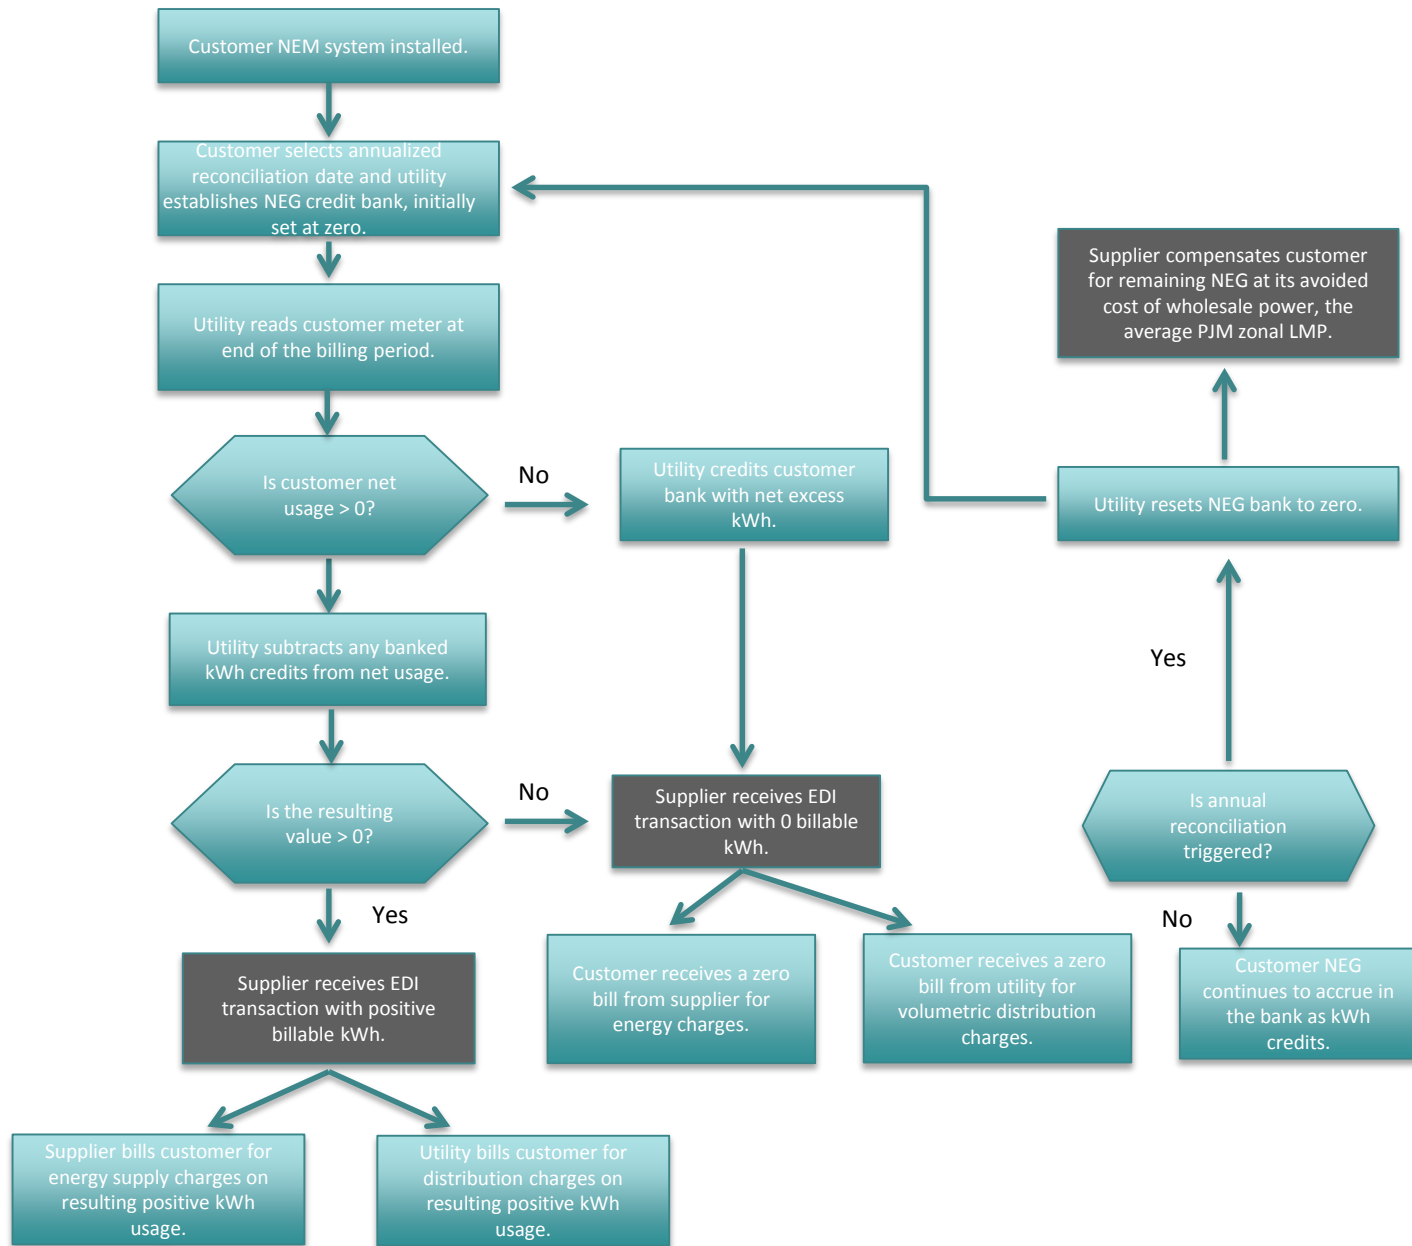 Customer NEM system installed.
Customer selects annualized
reconciliation date and utility
establishes NEG credit bank, initially
set at zero.
Utility reads customer meter at
end of the billing period.
Is customer net
usage > 0?
No
Utility credits customer
bank with net excess
kWh.
Utility subtracts any banked
kWh credits from net usage.
Is the resulting
value > 0?
No
Supplier receives EDI
transaction with 0 billable
kWh.
Yes
Supplier receives EDI
transaction with positive
billable kWh.
Customer receives a zero
bill from supplier for
energy charges.
Customer receives a zero
bill from utility for
volumetric distribution
charges.
Supplier bills customer for
energy supply charges on
resulting positive kWh
usage.
Utility bills customer for
distribution charges on
resulting positive kWh
usage.
Supplier compensates customer
for remaining NEG at its avoided
cost of wholesale power, the
average PJM zonal LMP.
Utility resets NEG bank to zero.
Yes
Is annual
reconciliation
triggered?
No
Customer NEG
continues to accrue in
the bank as kWh
credits.